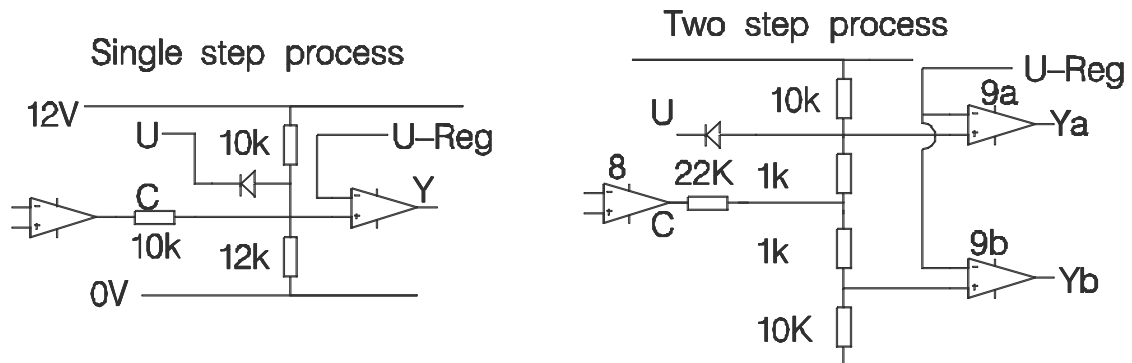 Single step process
12V
U
10k
U-Reg
C
Y
10k
12k
0V
Two step process
U-Reg
10k
9a
U
Ya
8
22K
1k
C
1k
9b
Yb
10K